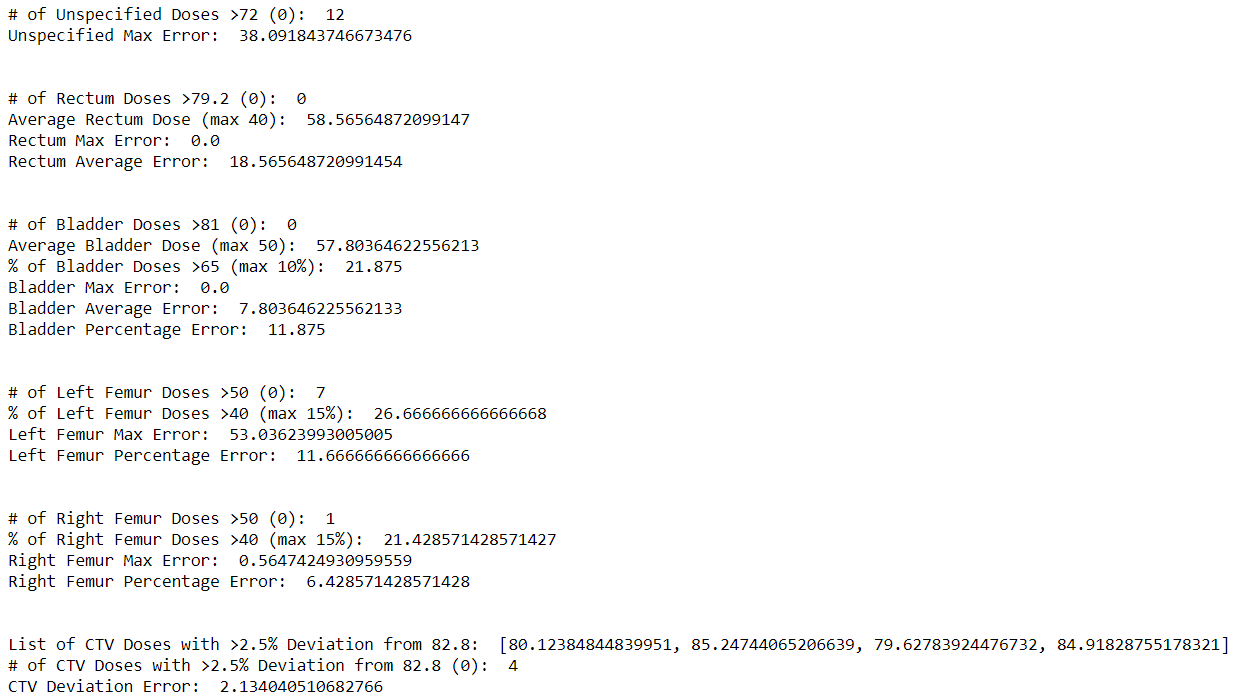 # of Unspecified Doses >72 (0):  12
Unspecified Max Error:  38.091843746673476
# of Rectum Doses >79.2 (0):  0
Average Rectum Dose (max 40):  58.56564872099147
Rectum Max Error:  0.0
Rectum Average Error:  18.565648720991454
# of Bladder Doses >81 (0):  0
Average Bladder Dose (max 50):  57.80364622556213
% of Bladder Doses >65 (max 10%):  21.875
Bladder Max Error:  0.0
Bladder Average Error:  7.803646225562133
Bladder Percentage Error:  11.875
# of Left Femur Doses >50 (0):  7
% of Left Femur Doses >40 (max 15%):  26.666666666666668
Left Femur Max Error:  53.03623993005005
Left Femur Percentage Error:  11.666666666666666
# of Right Femur Doses >50 (0):  1
% of Right Femur Doses >40 (max 15%):  21.428571428571427
Right Femur Max Error:  0.5647424930959559
Right Femur Percentage Error:  6.428571428571428
List of CTV Doses with >2.5% Deviation from 82.8:  [80.12384844839951, 85.24744065206639, 79.62783924476732, 84.91828755178321]
# of CTV Doses with >2.5% Deviation from 82.8 (0):  4
CTV Deviation Error:  2.134040510682766